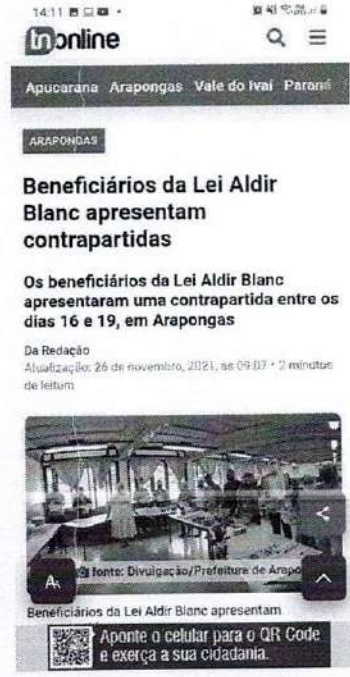 14:11
tnonline
Apucarana Arapongas Vale do Ivaí Paraná
ARAPONGAS
Beneficiários da Lei Aldir
Blanc apresentam
contrapartidas
Os beneficiários da Lei Aldir Blanc
apresentaram uma contrapartida entre os
dias 16 e 19, em Arapongas
Da Redação
Atualização: 26 de novembro, 2021, às 09:07 • 2 minutos
de leitura
fonte: Divulgação/Prefeitura de Arapo
AA
Beneficiários da Lei Aldir Blanc apresentam
Aponte o celular para o QR Code
e exerça a sua cidadania.